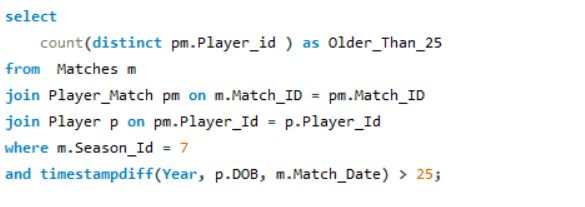 select
count(distinct pm.Player_id ) as Older_Than_25
from  Matches m
join Player_Match pm on m.Match_ID = pm.Match_ID
join Player p on pm.Player_Id = p.Player_Id
where m.Season_Id = 7
and timestampdiff(Year, p.DOB, m.Match_Date) > 25;